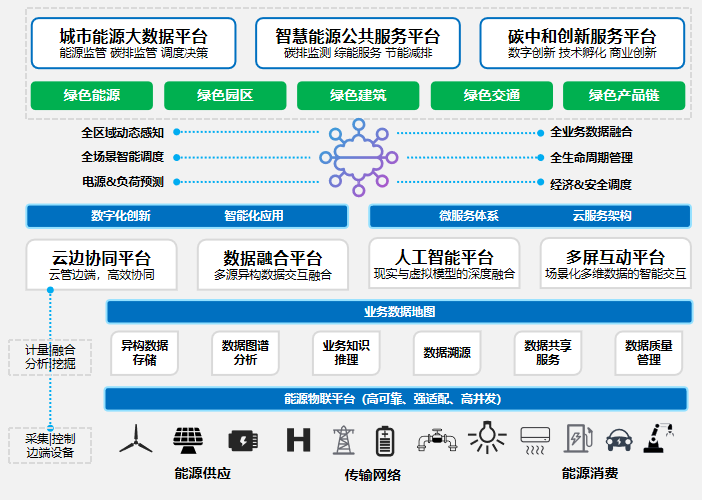 城市能源大数据平台
能源监管 碳排监管 调度决策
智慧能源公共服务平台
碳排监测 综能服务 节能减排
碳中和创新服务平台
数字创新 技术孵化 商业创新
绿色能源
绿色园区
绿色建筑
绿色交通
绿色产品链
全区域动态感知
全业务数据融合
全场景智能调度
全生命周期管理
电源&负荷预测
经济&安全调度
数字化创新
智能化应用
微服务体系
云服务架构
云边协同平台
云管边端，高效协同
数据融合平台
多源异构数据交互融合
人工智能平台
现实与虚拟模型的深度融合
多屏互动平台
场景化多维数据的智能交互
业务数据地图
计量|融合
分析|挖掘
异构数据
存储
数据图谱
分析
业务知识
推理
数据溯源
数据共享
服务
数据质量
管理
能源物联平台（高可靠、强适配、高并发）
采集|控制
边端设备
H
能源供应
传输网络
能源消费